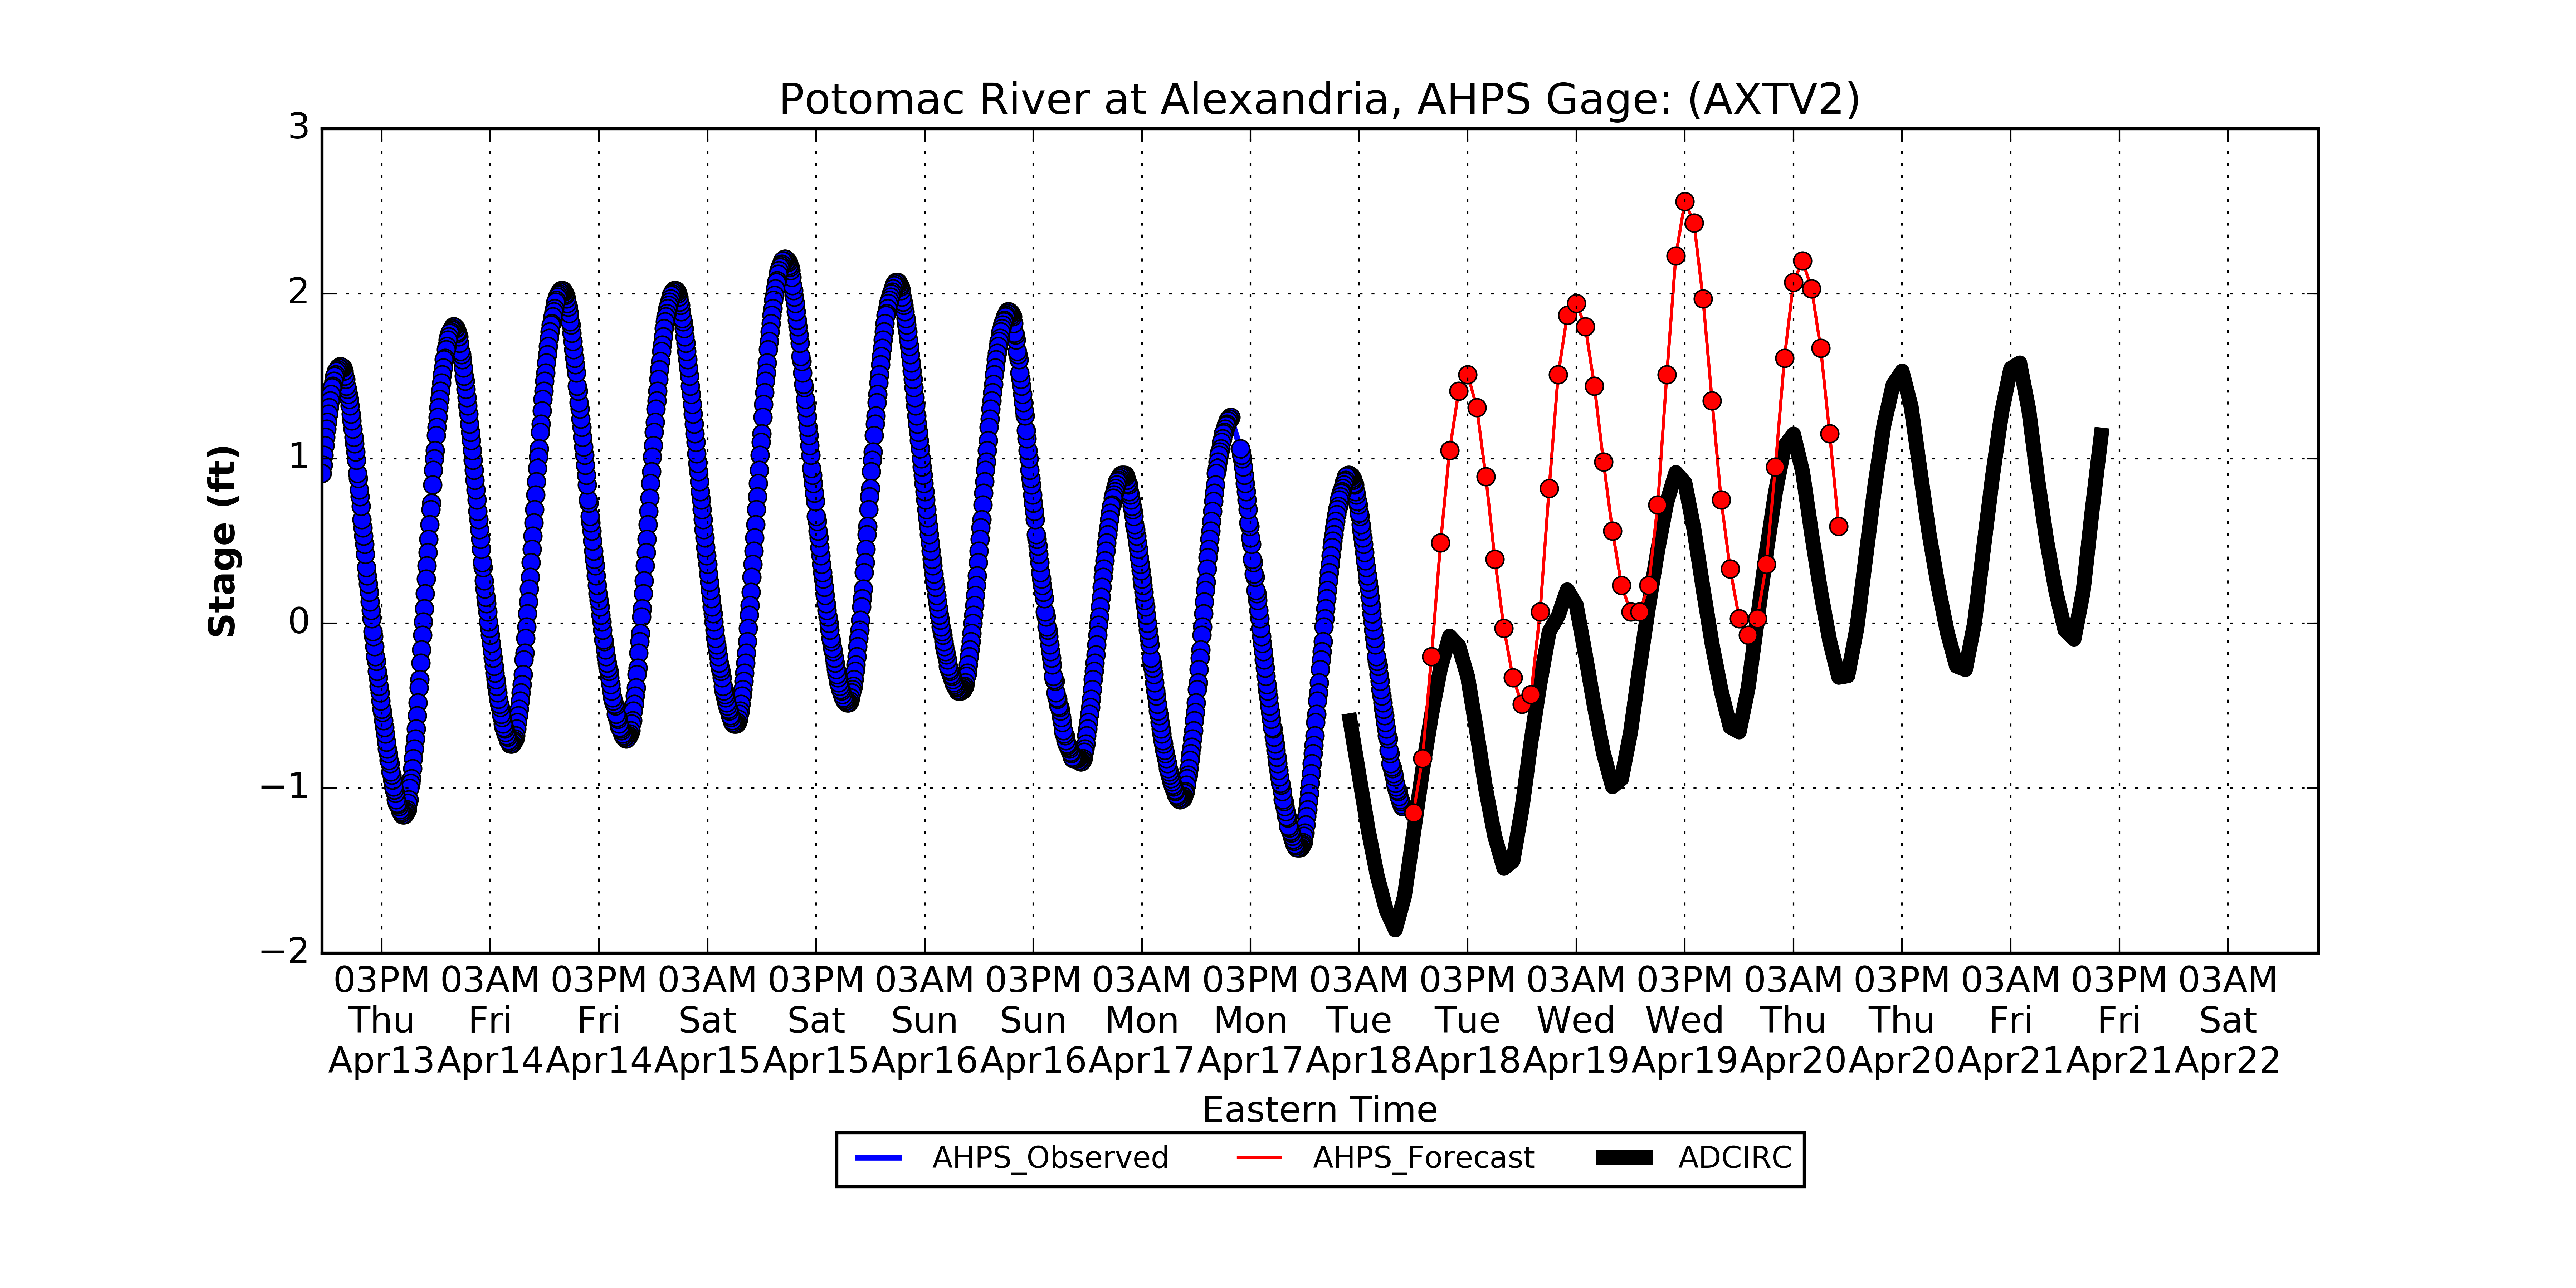 Potomac River at Alexandria, AHPS Gage: (AXTV2)
3
2
1
0
−1
−2
Stage (ft)
03PM 03AM 03PM 03AM 03PM 03AM 03PM 03AM 03PM 03AM 03PM 03AM 03PM 03AM 03PM 03AM 03PM 03AM
Thu Fri Fri Sat Sat Sun Sun Mon Mon Tue Tue Wed Wed Thu Thu Fri Fri Sat
Apr13 Apr14 Apr14 Apr15 Apr15 Apr16 Apr16 Apr17 Apr17 Apr18 Apr18 Apr19 Apr19 Apr20 Apr20 Apr21 Apr21 Apr22
Eastern Time
AHPS_Observed AHPS_Forecast ADCIRC